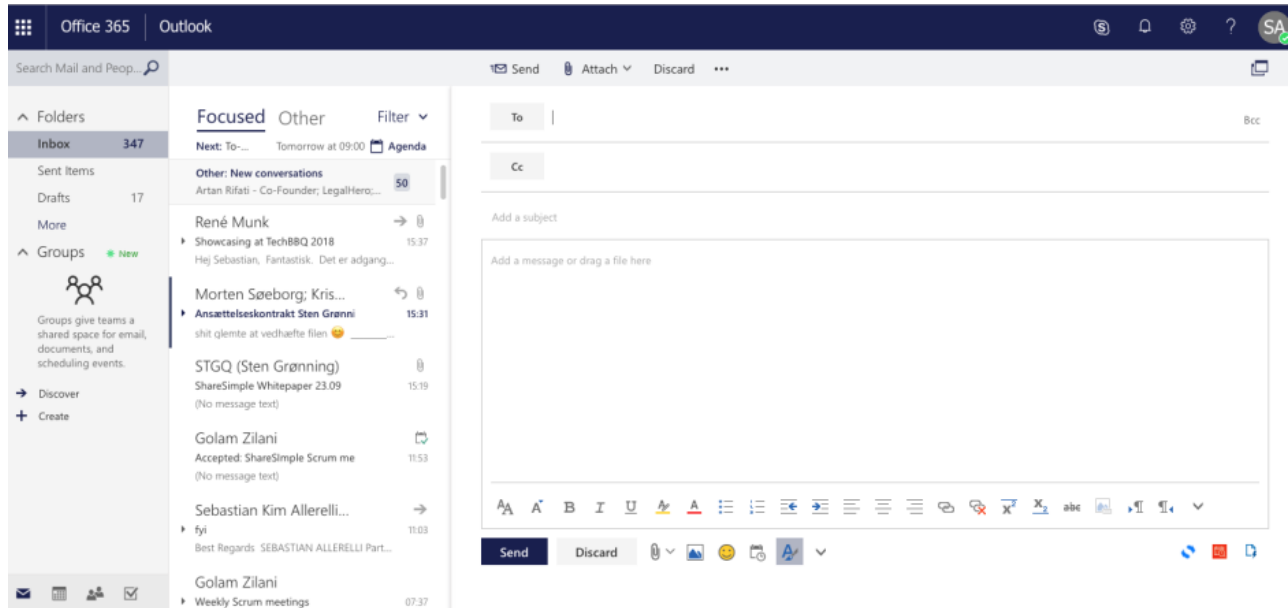 Office 365
Outlook
SA
Search Mail and Peop...
Send
Attach
Discard
Folders
Inbox 347
Sent Items
Drafts 17
More
Groups New
Groups give teams a
shared space for email,
documents, and
scheduling events.
Discover
Create
Focused Other Filter
Next: To-... Tomorrow at 09:00 Agenda
Other: New conversations
Artan Rifati - Co-Founder; LegalHero;... 50
René Munk
Showcasing at TechBBQ 2018 15:37
Hej Sebastian, Fantastisk. Det er adgang...
Morten Søeborg; Kris...
Ansættelseskontrakt Sten Grønni 15:31
shit glemte at vedhæfte filen 😊 ______...
STGQ (Sten Grønning)
ShareSimple Whitepaper 23.09 15:19
(No message text)
Golam Zilani
Accepted: ShareSImple Scrum me 11:53
(No message text)
Sebastian Kim Allerelli...
fyi 11:03
Best Regards SEBASTIAN ALLERELLI Part...
Golam Zilani
Weekly Scrum meetings 07:37
To Bcc
Cc
Add a subject
Add a message or drag a file here
AA A B I U A x² X₂ abc
Send Discard